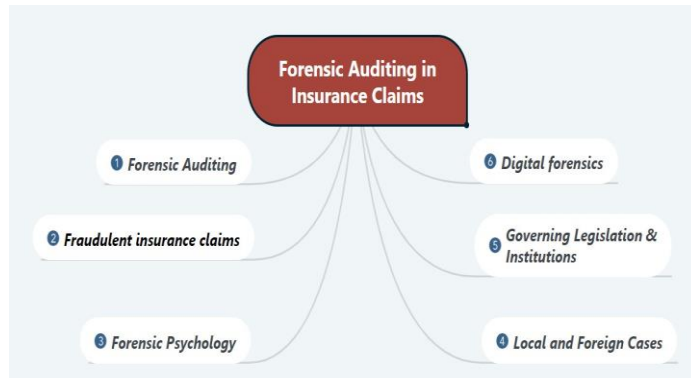 Forensic Auditing in
Insurance Claims
1 Forensic Auditing
2 Fraudulent insurance claims
3 Forensic Psychology
6 Digital forensics
5 Governing Legislation &
Institutions
4 Local and Foreign Cases